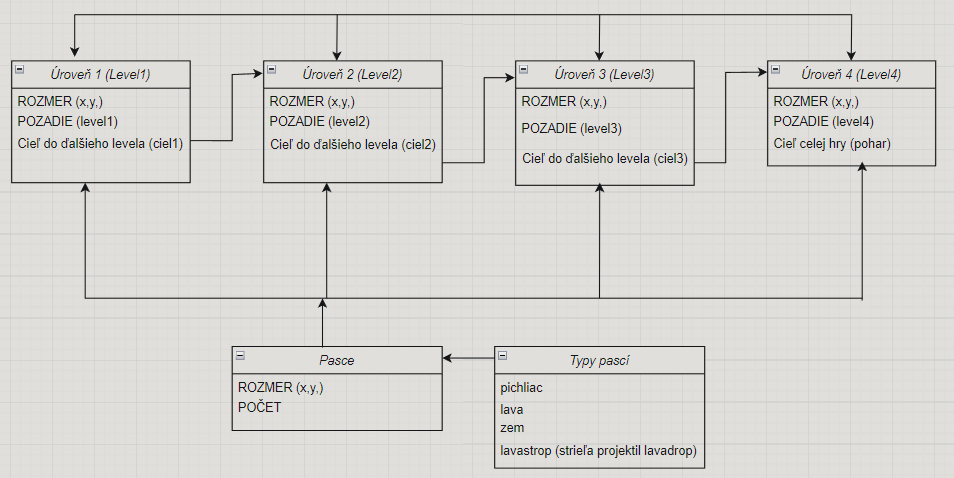 Úroveň 1 (Level1)
ROZMER (x,y,)
POZADIE (level1)
Cieľ do ďalšieho levela (ciel1)
Úroveň 2 (Level2)
ROZMER (x,y,)
POZADIE (level2)
Cieľ do ďalšieho levela (ciel2)
Úroveň 3 (Level3)
ROZMER (x,y,)
POZADIE (level3)
Cieľ do ďalšieho levela (ciel3)
Úroveň 4 (Level4)
ROZMER (x,y,)
POZADIE (level4)
Cieľ celej hry (pohar)
Pasce
ROZMER (x,y,)
POČET
Typy pascí
pichliac
lava
zem
lavastrop (strieľa projektil lavadrop)